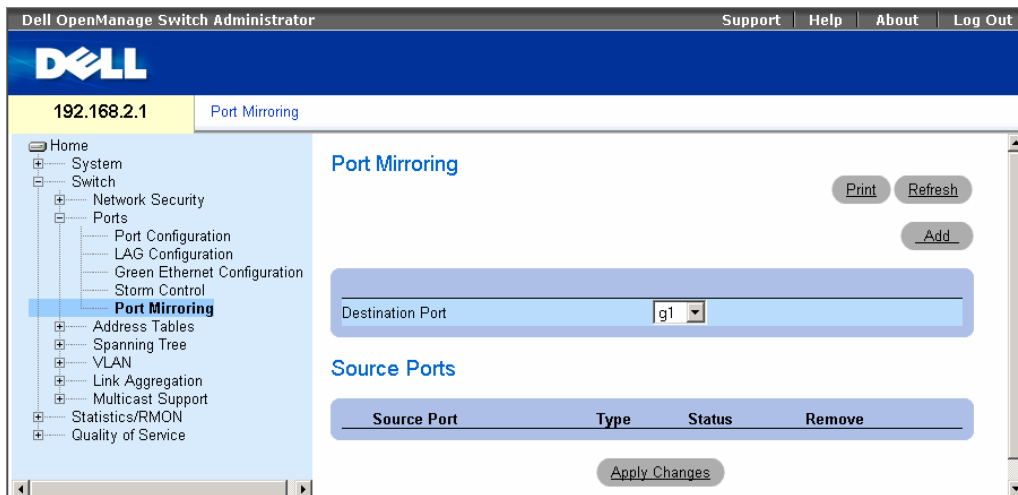 Dell OpenManage Switch Administrator
Support | Help | About | Log Out
DELL
192.168.2.1
Port Mirroring
Home
System
Switch
Network Security
Ports
Port Configuration
LAG Configuration
Green Ethernet Configuration
Storm Control
Port Mirroring
Address Tables
Spanning Tree
VLAN
Link Aggregation
Multicast Support
Statistics/RMON
Quality of Service
Port Mirroring
Print Refresh
Add
Destination Port g1
Source Ports
Source Port Type Status Remove
Apply Changes